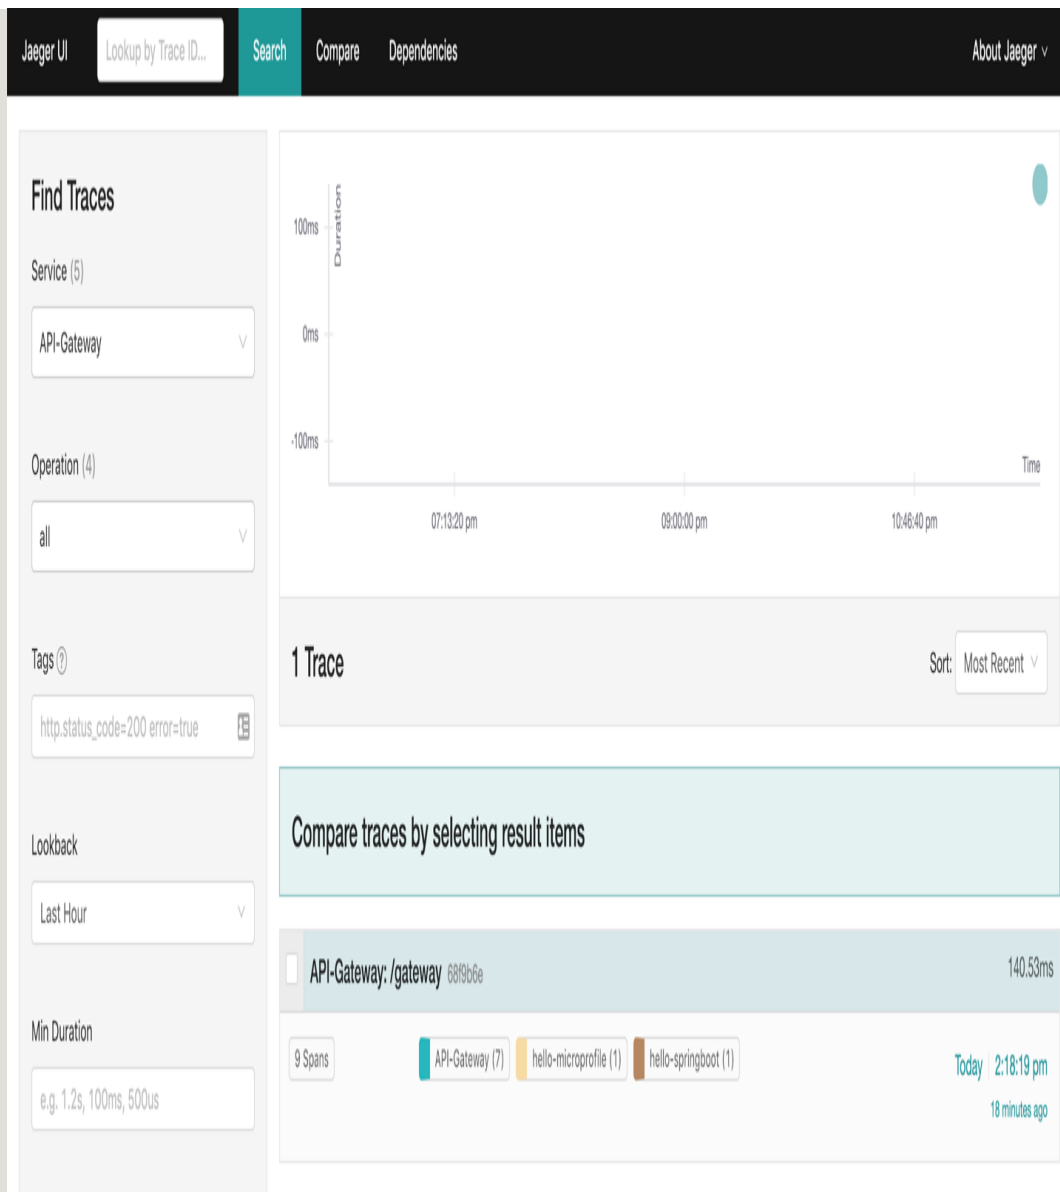 Jaeger UI Lookup by Trace ID... Search Compare Dependencies About Jaeger
Find Traces
Service (5)
API-Gateway
Operation (4)
all
Tags
http.status_code=200 error=true
Lookback
Last Hour
Min Duration
e.g. 1.2s, 100ms, 500us
Duration
100ms
0ms
-100ms
Time
07:13:20 pm 09:00:00 pm 10:46:40 pm
1 Trace Sort: Most Recent
Compare traces by selecting result items
API-Gateway: /gateway 68f9b6e 140.53ms
9 Spans API-Gateway (7) hello-microprofile (1) hello-springboot (1) Today 2:18:19 pm
18 minutes ago